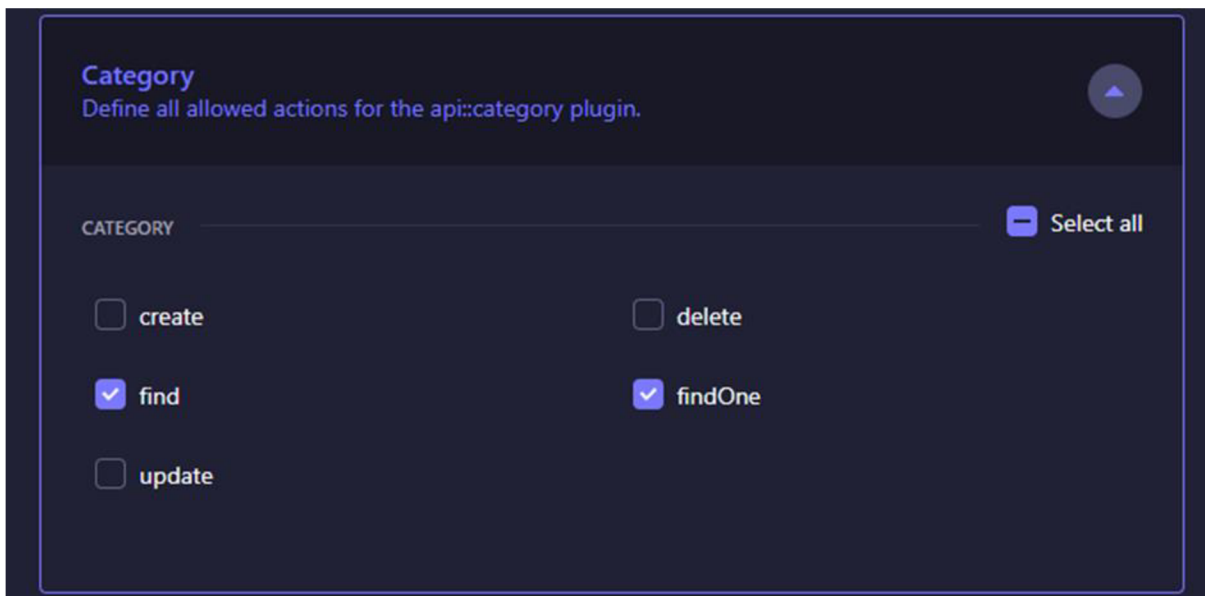 Category
Define all allowed actions for the api::category plugin.
CATEGORY
Select all
create
delete
find
findOne
update